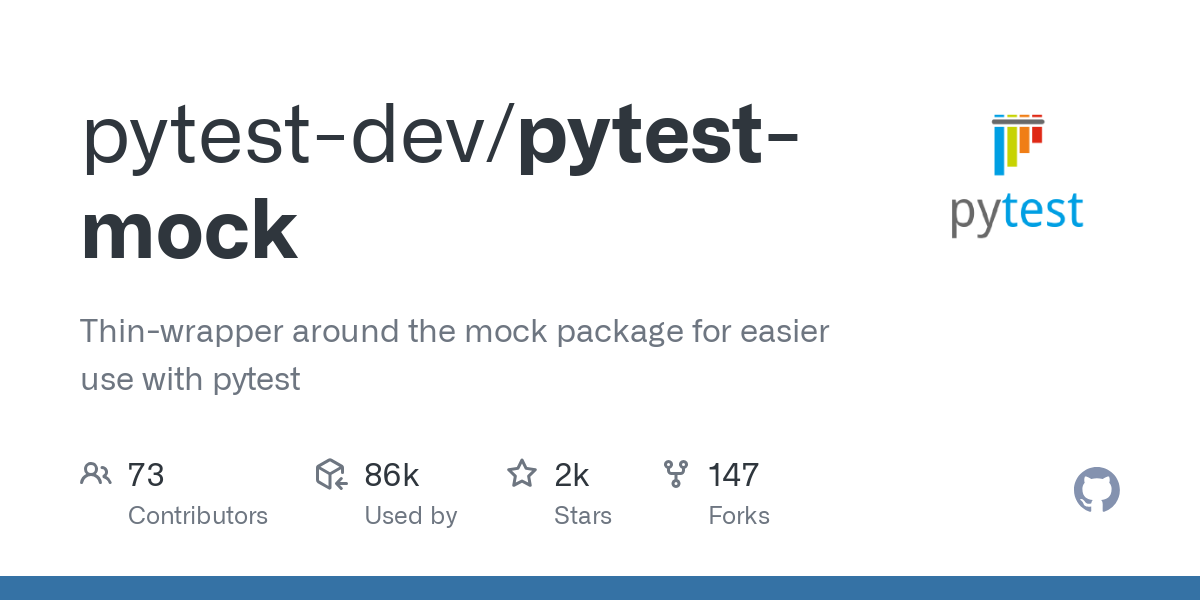 pytest-dev/pytest-
mock
pytest
Thin-wrapper around the mock package for easier
use with pytest
73
Contributors
86k
Used by
2k
Stars
147
Forks